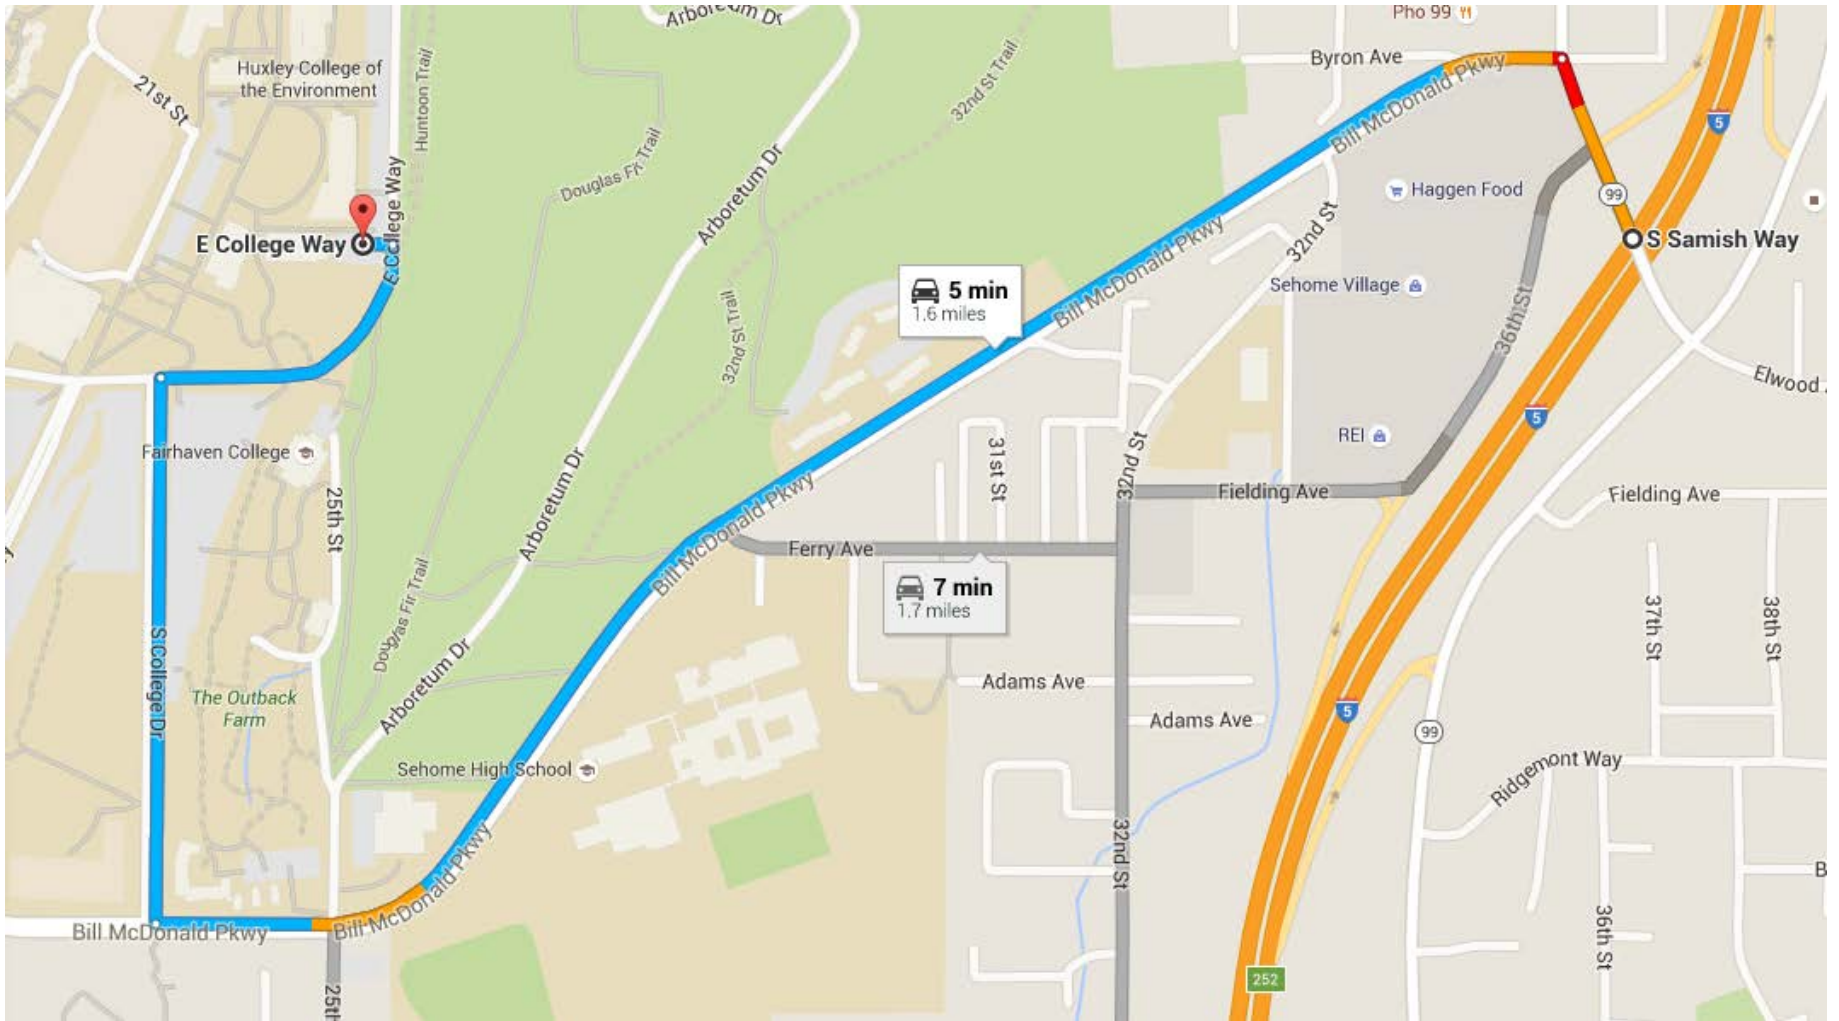 Arboretum Dr
Pho 99
Byron Ave
Huxley College of
the Environment
21st St
Huntoon Trail
32nd St Trail
Bill McDonald Pkwy
5
Douglas Fir Trail
Arboretum Dr
E College Way
Haggen Food
99
E College Way
S Samish Way
32nd St
Bill McDonald Pkwy
Sehome Village
5 min
1.6 miles
36th St
32nd St Trail
Elwood
5
REI
Fairhaven College
31st St
32nd St
25th St
Arboretum Dr
Bill McDonald Pkwy
Fielding Ave
Fielding Ave
Ferry Ave
7 min
1.7 miles
Douglas Fir Trail
37th St
38th St
S College Dr
Arboretum Dr
The Outback
Farm
Adams Ave
Adams Ave
5
99
Sehome High School
Ridgemont Way
32nd St
Bill McDonald Pkwy
B
Bill McDonald Pkwy
36th St
252
25th